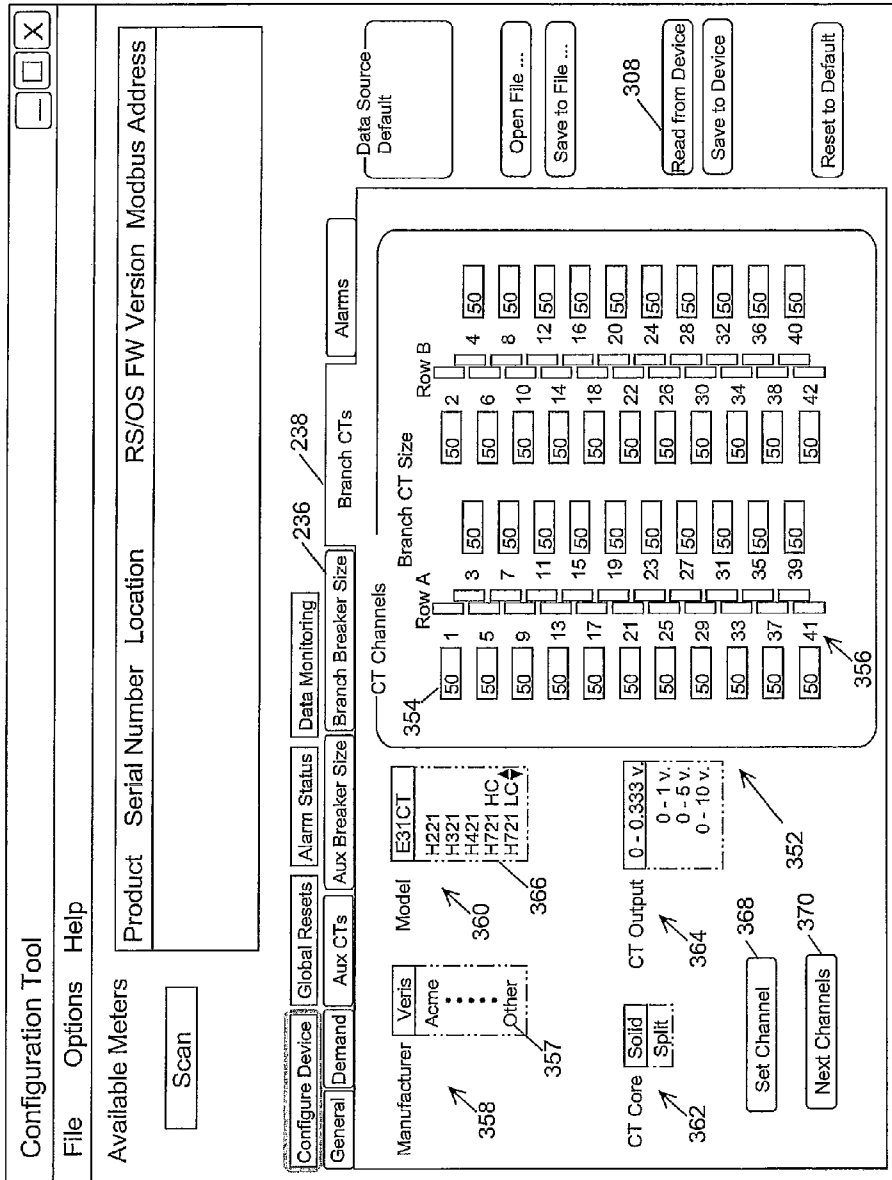 Configuration Tool
File Options Help
Available Meters
Scan
Product Serial Number Location RS/OS FW Version Modbus Address
Configure Device Global Resets Alarm Status Data Monitoring
236
238
General Demand Aux CTs Aux Breaker Size Branch Breaker Size Branch CTs Alarms
Data Source
Default
Open File ...
Save to File ...
308
Read from Device
Save to Device
Reset to Default
Manufacturer Veris
Acme
Other
357
358
Model E31CT
H221
H321
H421
H721 HC
H721 LC
360
366
CT Core Solid
Split
362
CT Output 0 - 0.333 v.
0 - 1 v.
0 - 5 v.
0 - 10 v.
364
352
Set Channel
368
Next Channels
370
CT Channels
Branch CT Size
Row A Row B
354
50 1 2 50
50 3 4 50
50 5 6 50
50 7 8 50
50 9 10 50
50 11 12 50
50 13 14 50
50 15 16 50
50 17 18 50
50 19 20 50
50 21 22 50
50 23 24 50
50 25 26 50
50 27 28 50
50 29 30 50
50 31 32 50
50 33 34 50
50 35 36 50
50 37 38 50
50 39 40 50
50 41 42 50
356